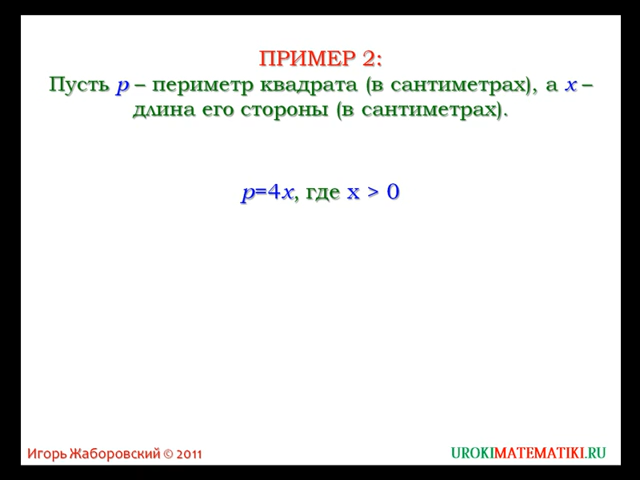 ПРИМЕР 2:
Пусть p – периметр квадрата (в сантиметрах), а x –
длина его стороны (в сантиметрах).
p=4x, где x > 0
Игорь Жаборовский © 2011
UROKIMATEMATIKI.RU